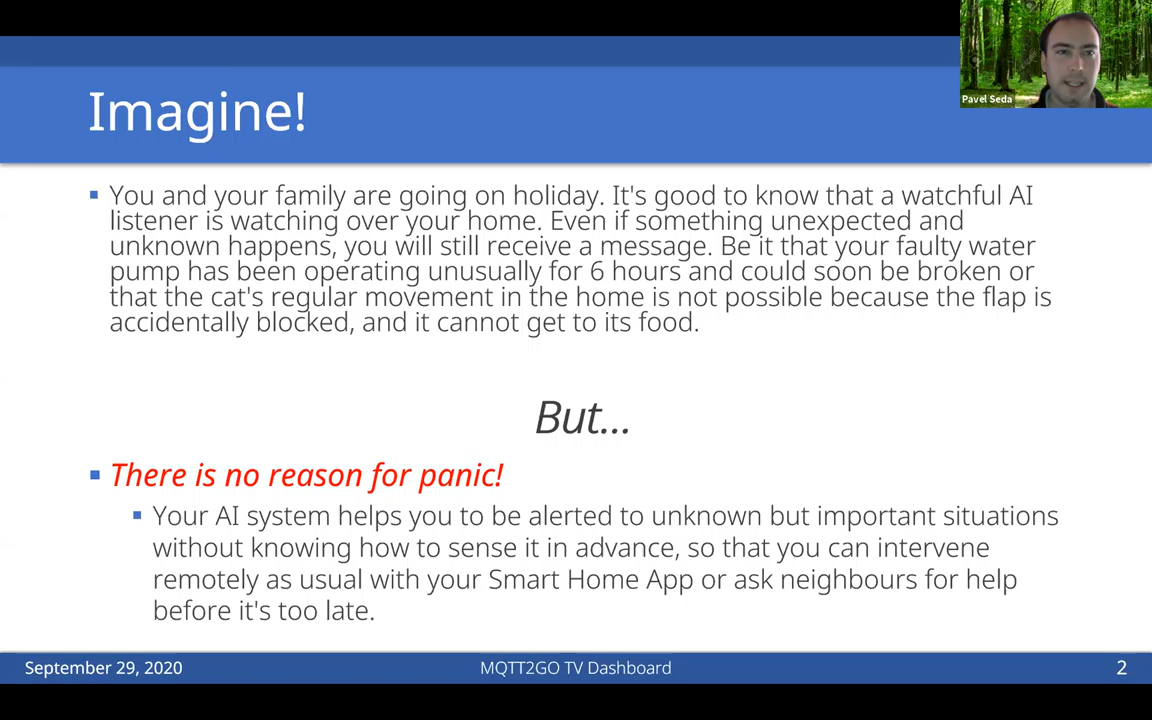 Imagine!
Pavel Seda
You and your family are going on holiday. It's good to know that a watchful AI
listener is watching over your home. Even if something unexpected and
unknown happens, you will still receive a message. Be it that your faulty water
pump has been operating unusually for 6 hours and could soon be broken or
that the cat's regular movement in the home is not possible because the flap is
accidentally blocked, and it cannot get to its food.
But...
There is no reason for panic!
Your AI system helps you to be alerted to unknown but important situations
without knowing how to sense it in advance, so that you can intervene
remotely as usual with your Smart Home App or ask neighbours for help
before it's too late.
September 29, 2020
MQTT2GO TV Dashboard
2